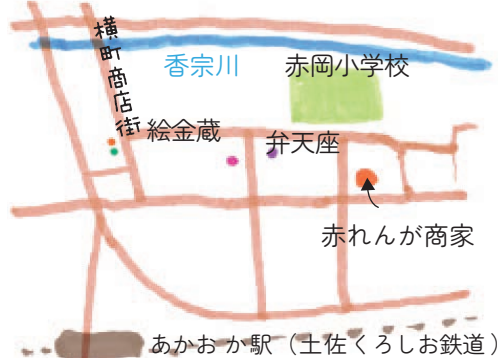 横町商店街
香宗川
赤岡小学校
絵金蔵
弁天座
赤れんが商家
あかおか駅（土佐くろしお鉄道）